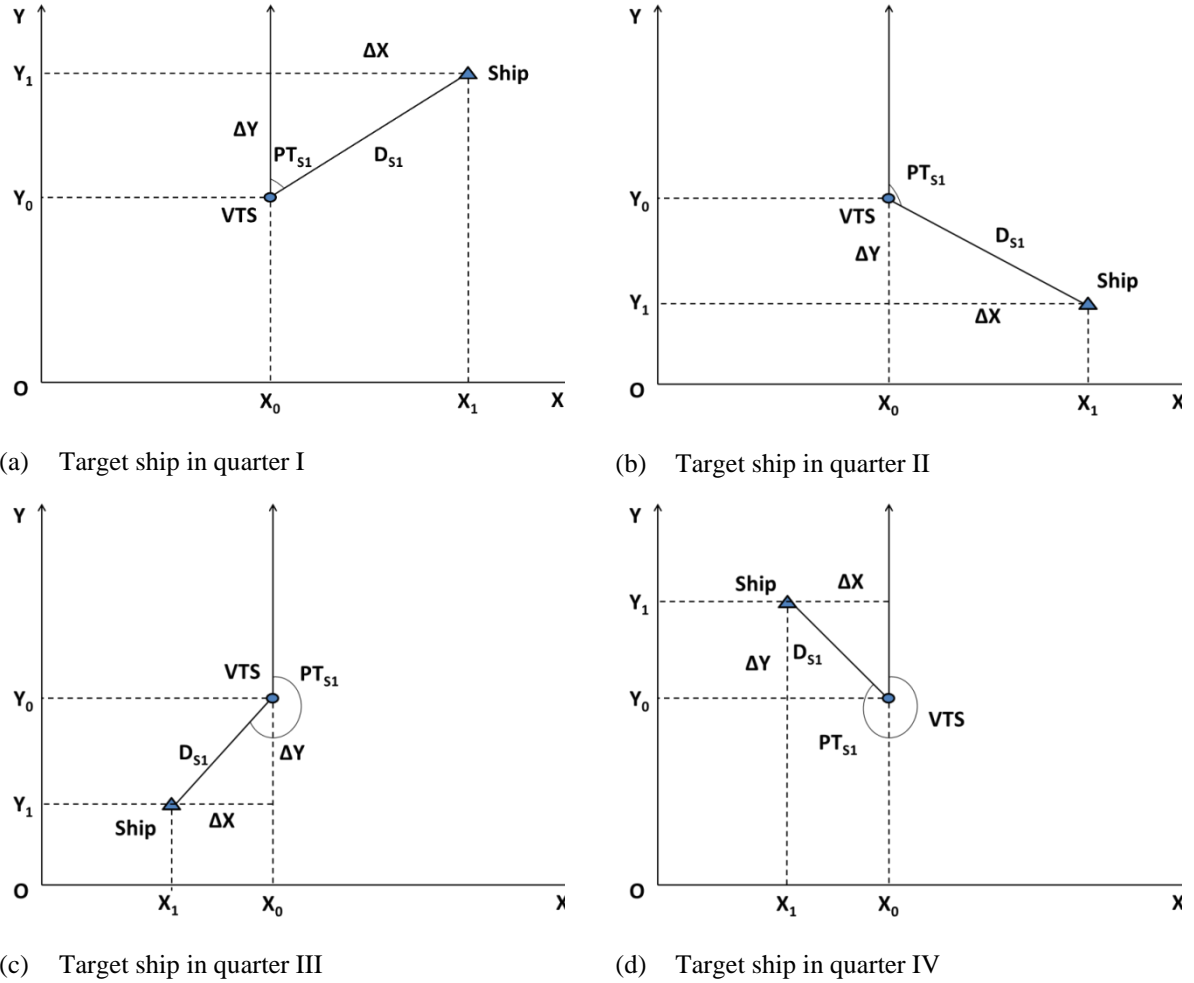 Y
ΔX
Y1
Ship
ΔY
PTS1
DS1
Y0
VTS
O
X0
X1
X
(a) Target ship in quarter I
Y
PTS1
Y0
VTS
DS1
ΔY
Ship
Y1
ΔX
O
X0
X1
X
(b) Target ship in quarter II
Y
VTS
PTS1
Y0
DS1
ΔY
Y1
ΔX
Ship
O
X1
X0
X
(c) Target ship in quarter III
Y
Ship
ΔX
Y1
ΔY
DS1
Y0
VTS
PTS1
O
X1
X0
X
(d) Target ship in quarter IV